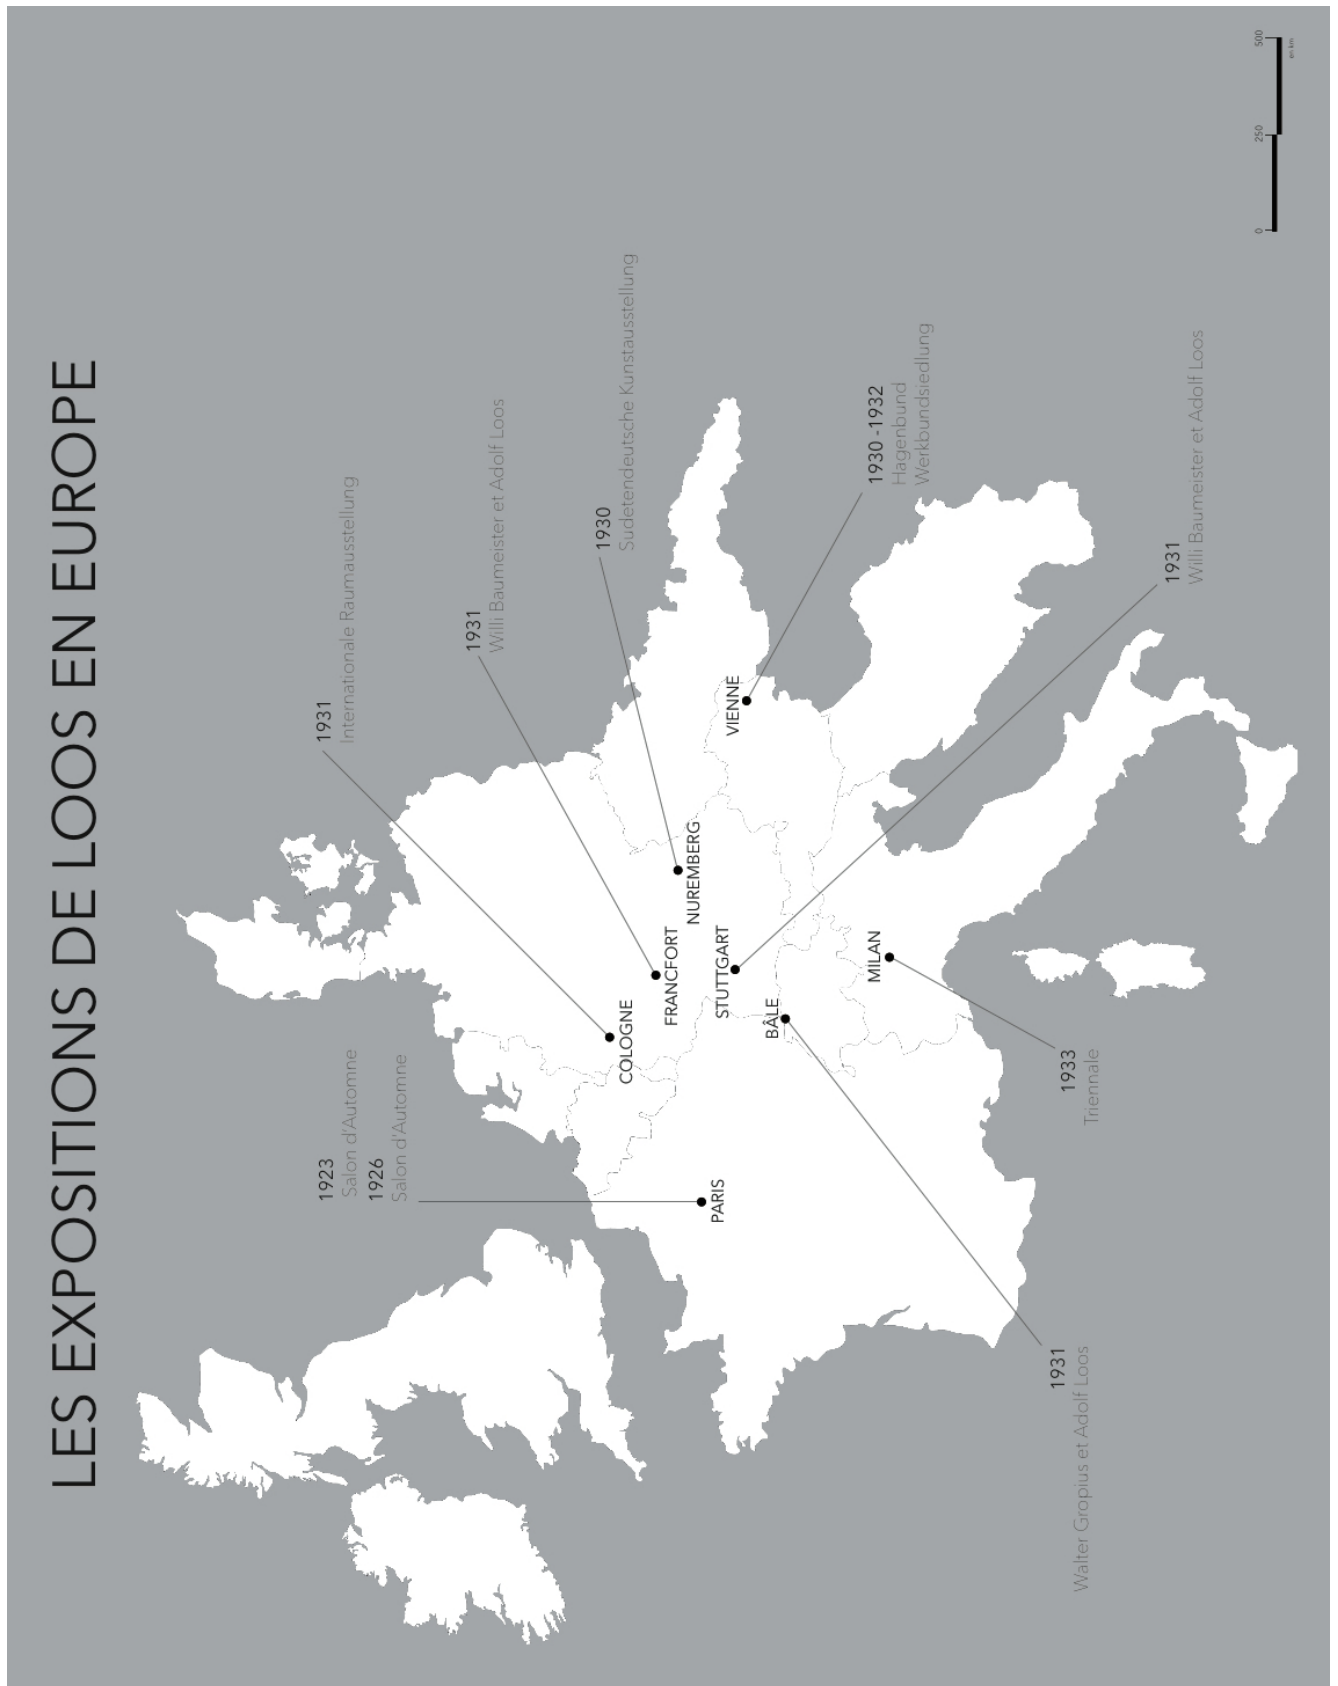 LES EXPOSITIONS DE LOOS EN EUROPE
1923
Salon d'Automne
1926
Salon d'Automne
1931
Internationale Raumausstellung
1931
Willi Baumeister et Adolf Loos
1930
Sudetendeutsche Kunstausstellung
COLOGNE
FRANCFORT
NUREMBERG
PARIS
STUTTGART
VIENNE
BÂLE
MILAN
1930 -1932
Hagenbund
Werkbundsiedlung
1931
Walter Gropius et Adolf Loos
1933
Triennale
1931
Willi Baumeister et Adolf Loos
0 250 500
en km